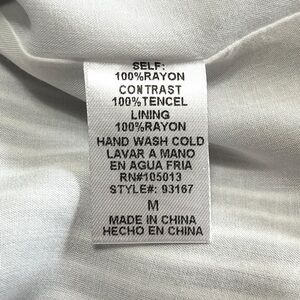 SELF:
100%RAYON
CONTRAST
100%TENCEL
LINING
100%RAYON
HAND WASH COLD
LAVAR A MANO
EN AGUA FRIA
RN#105013
STYLE#: 93167
M
MADE IN CHINA
HECHO EN CHINA